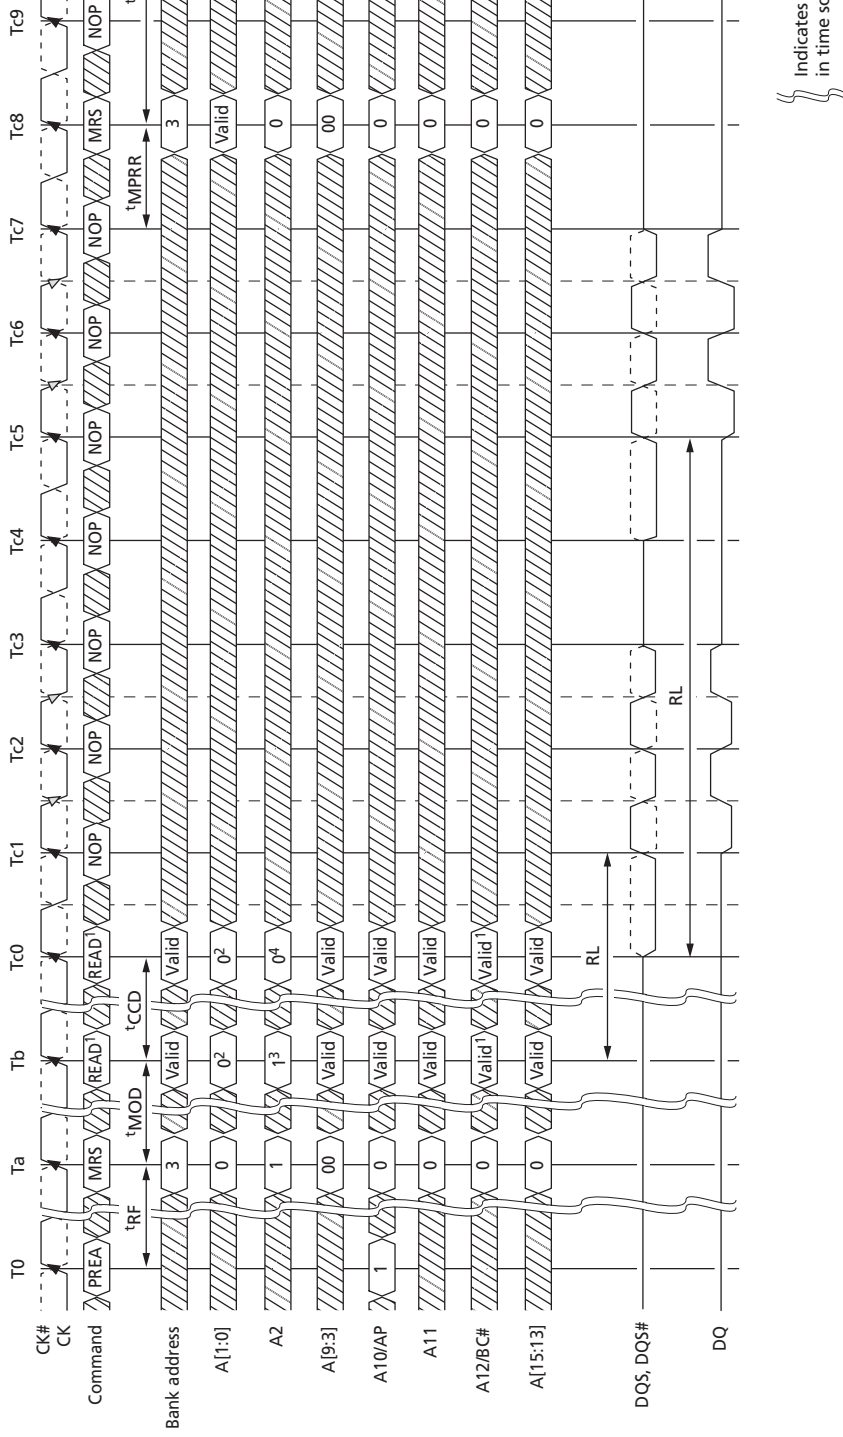 T0 Ta Tb Tc0 Tc1 Tc2 Tc3 Tc4 Tc5 Tc6 Tc7 Tc8 Tc9
CK#
CK
Command PREA MRS READ1 READ1 NOP NOP NOP NOP NOP NOP NOP MRS NOP
tRF tMOD tCCD tMPRR t
Bank address 3 Valid Valid 3
A[1:0] 0 0² 0² Valid
A2 1 1³ 0⁴ 0
A[9:3] 00 Valid Valid 00
A10/AP 1 0 Valid Valid 0
A11 0 Valid Valid 0
A12/BC# 0 Valid¹ Valid¹ 0
A[15:13] 0 Valid Valid 0
RL
DQS, DQS#
RL
DQ
Indicates
in time sc